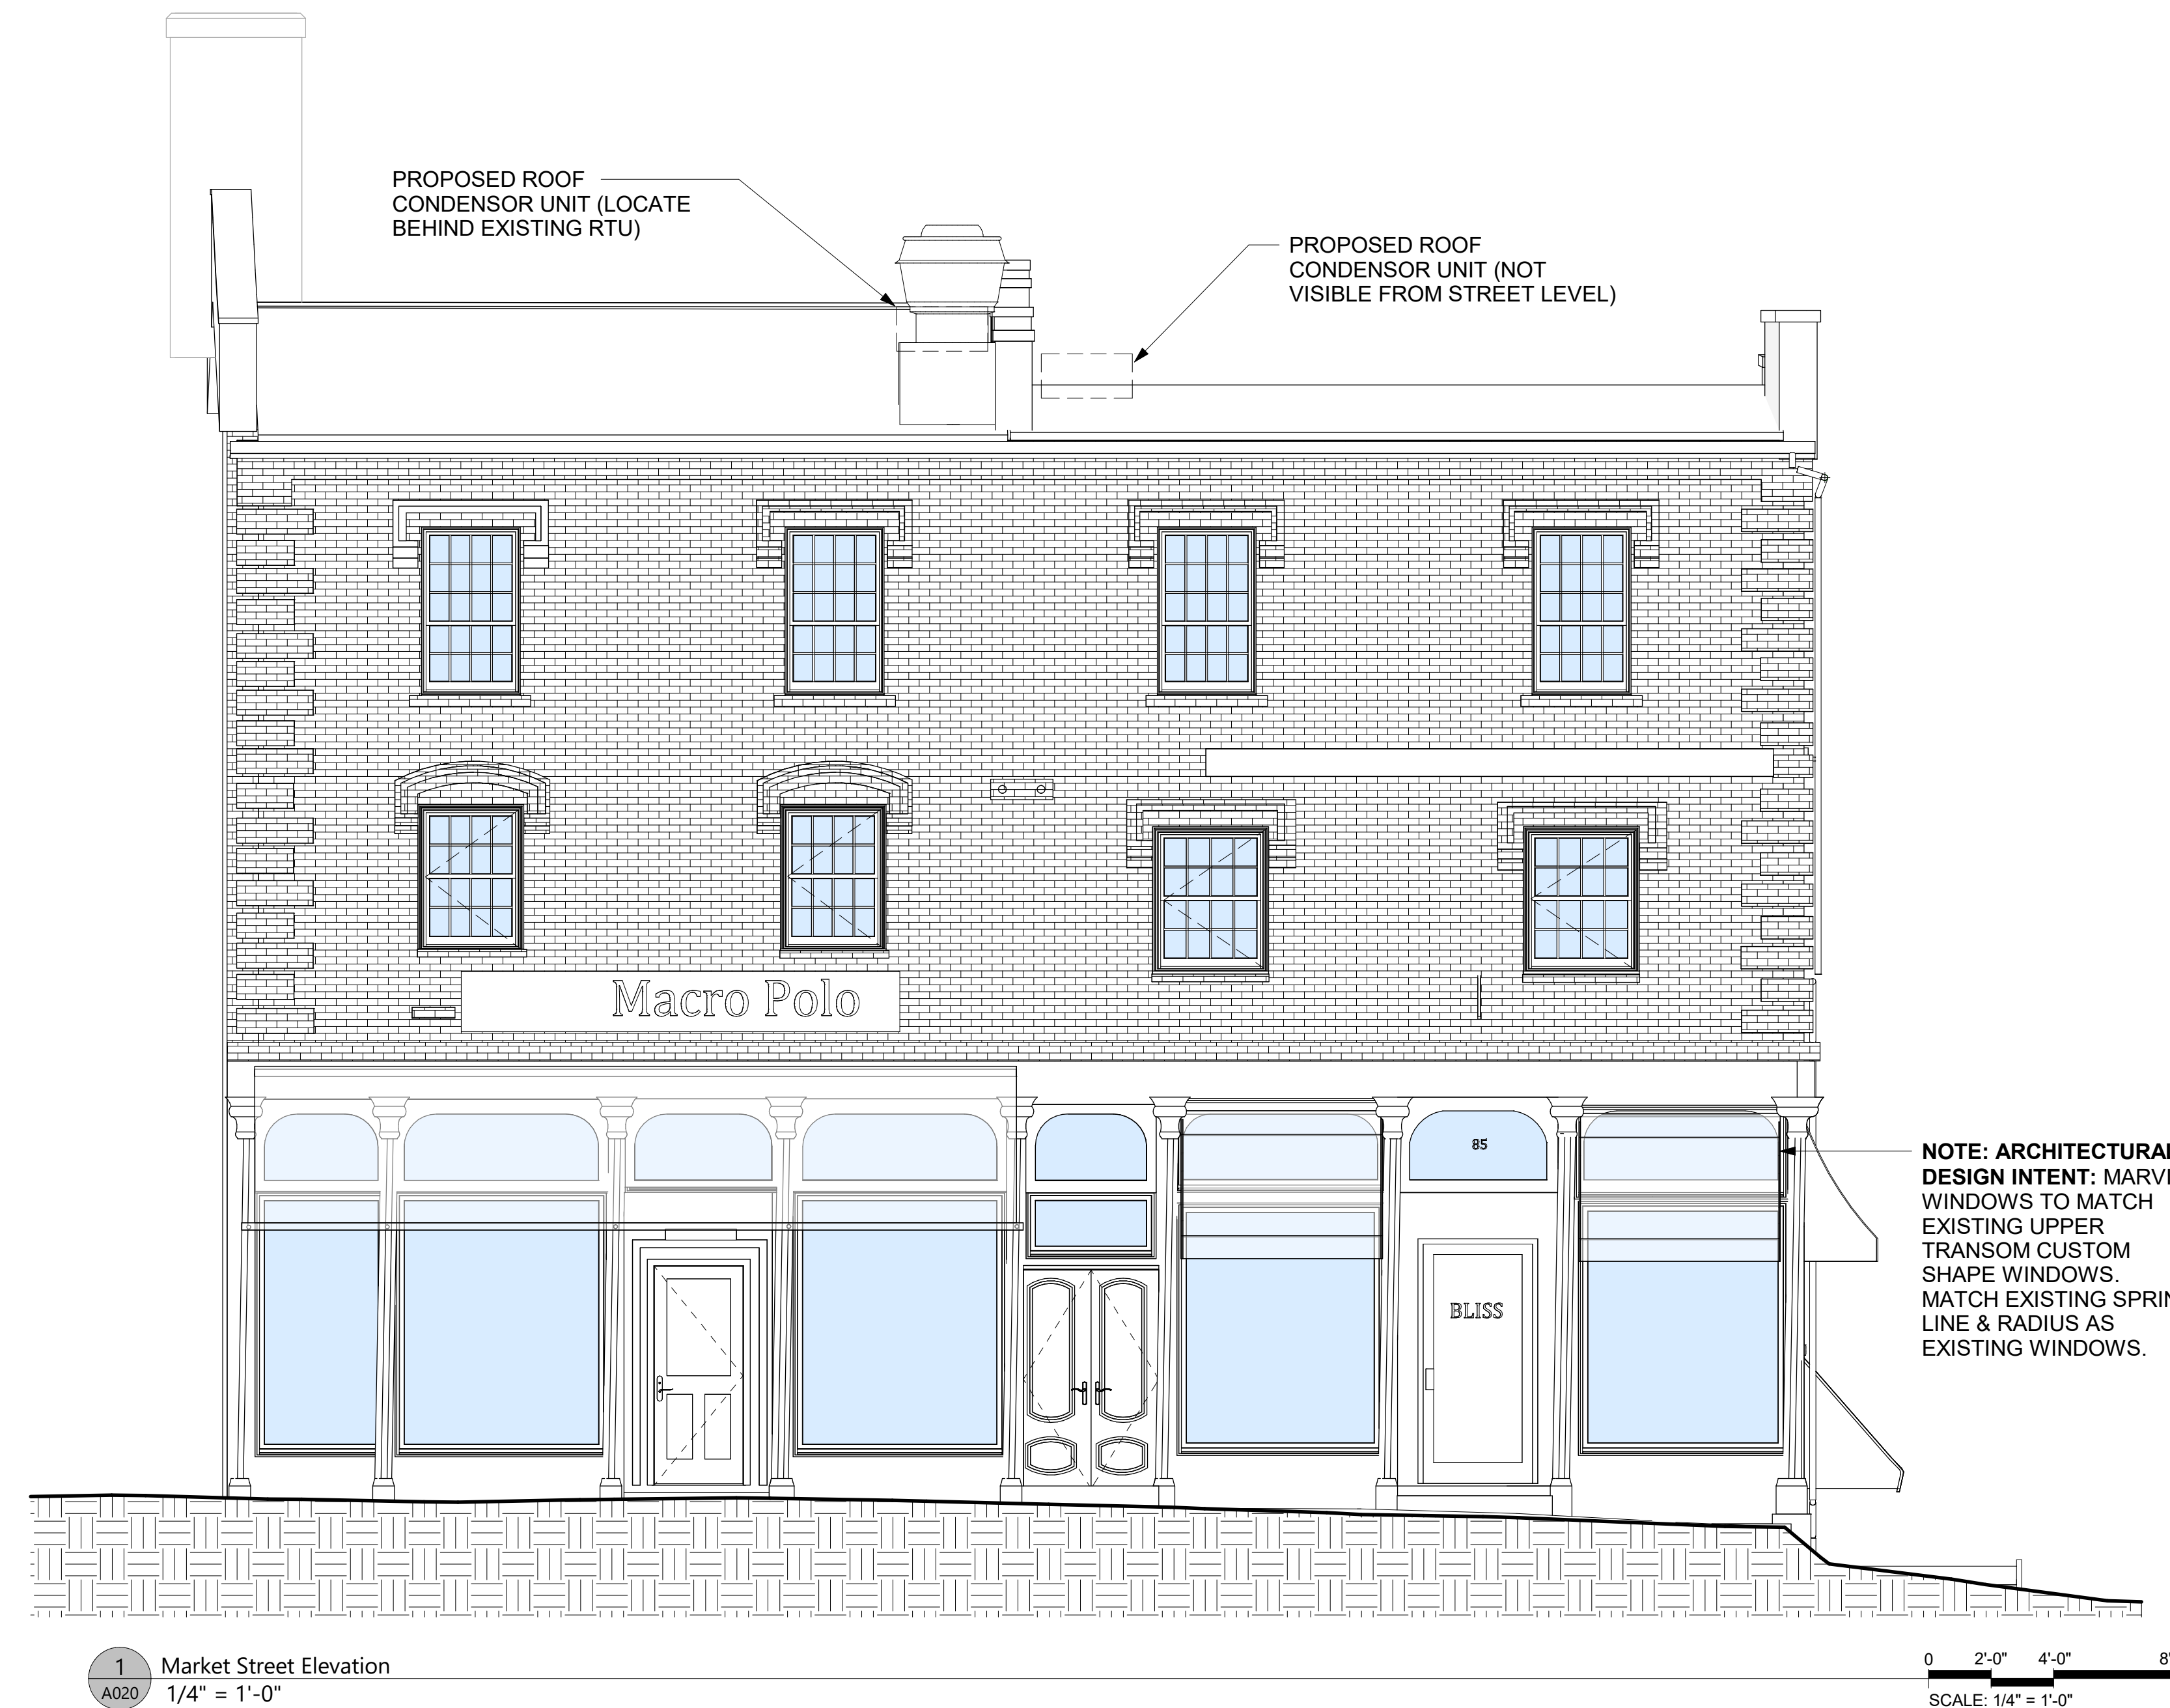 PROPOSED ROOF
CONDENSOR UNIT (LOCATE
BEHIND EXISTING RTU)
PROPOSED ROOF
CONDENSOR UNIT (NOT
VISIBLE FROM STREET LEVEL)
Macro Polo
85
BLISS
NOTE: ARCHITECTURAL
DESIGN INTENT:
WINDOWS TO MATCH
EXISTING UPPER
TRANSOM CUSTOM
SHAPE WINDOWS.
MATCH EXISTING
LINE & RADIUS AS
EXISTING WINDOWS.
1
A020
Market Street Elevation
1/4" = 1'-0"
0 2'-0" 4'-0"
SCALE: 1/4" = 1'-0"